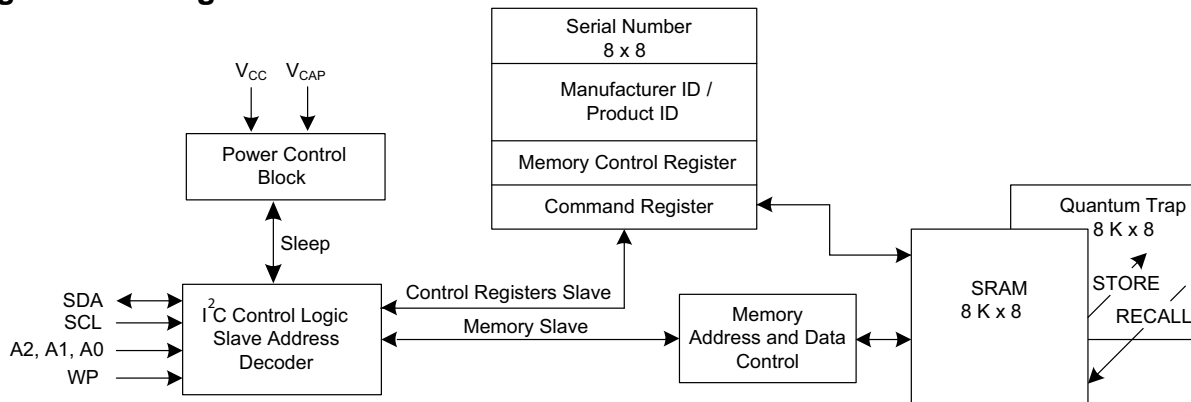 Serial Number
8 x 8
Manufacturer ID /
Product ID
Memory Control Register
Command Register
VCC VCAP
Power Control
Block
Sleep
Quantum Trap
8 K x 8
SRAM
8 K x 8
STORE
RECALL
SDA
SCL
A2, A1, A0
WP
I2C Control Logic
Slave Address
Decoder
Control Registers Slave
Memory Slave
Memory
Address and Data
Control